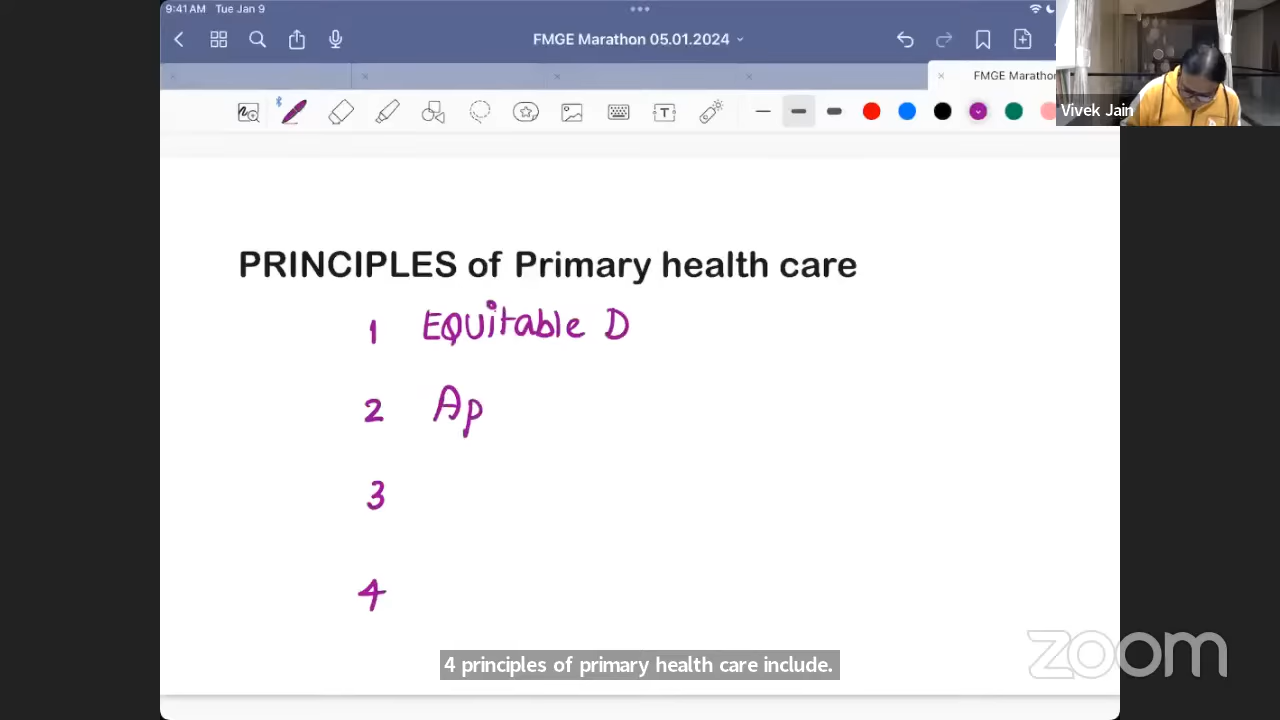 9:41 AM Tue Jan 9
FMGE Marathon 05.01.2024
FMGE Marathon
Vivek Jain
PRINCIPLES of Primary health care
1 EQUitable D
2 Ap
3
4
4 principles of primary health care include.
zoom